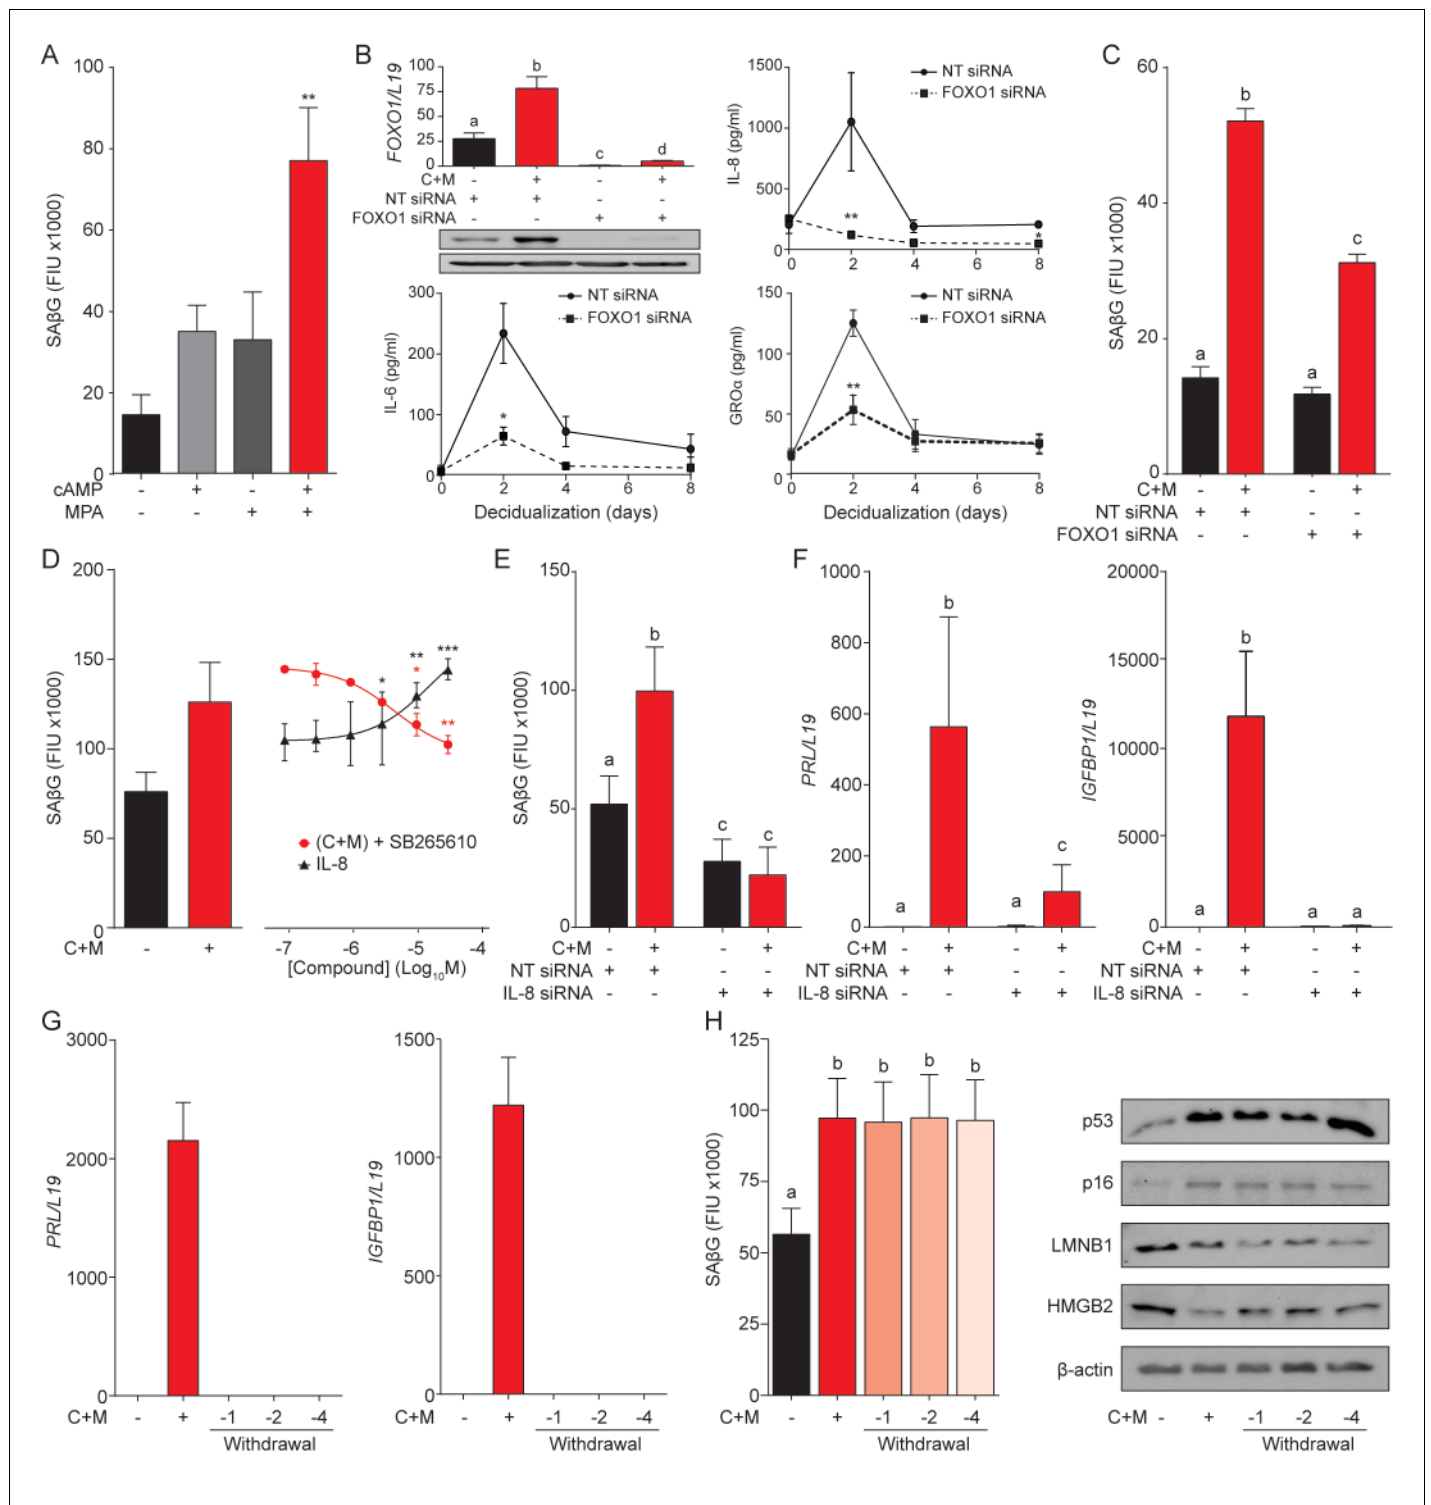 A
100
80
60
40
20
0
SAβG (FIU x1000)
**
cAMP - + - +
MPA - - + +
B
100
75
50
25
0
FOXO1/L19
a
b
c
d
C+M - + - +
NT siRNA + + - -
FOXO1 siRNA - - + +
1500
1000
500
0
IL-8 (pg/ml)
NT siRNA
FOXO1 siRNA
**
*
0 2 4 6 8
300
200
100
0
IL-6 (pg/ml)
NT siRNA
FOXO1 siRNA
*
0 2 4 6 8
Decidualization (days)
150
100
50
0
GROα (pg/ml)
NT siRNA
FOXO1 siRNA
**
0 2 4 6 8
Decidualization (days)
C
60
40
20
0
SAβG (FIU x1000)
a
b
a
c
C+M - + - +
NT siRNA + + - -
FOXO1 siRNA - - + +
D
200
150
100
50
0
SAβG (FIU x1000)
C+M - +
* ** ***
* **
(C+M) + SB265610
IL-8
-7 -6 -5 -4
[Compound] (Log10M)
E
150
100
50
0
SAβG (FIU x1000)
a
b
c
c
C+M - + - +
NT siRNA + + - -
IL-8 siRNA - - + +
F
1000
800
600
400
200
0
PRL/L19
a
b
a
c
C+M - + - +
NT siRNA + + - -
IL-8 siRNA - - + +
20000
15000
10000
5000
0
IGFBP1/L19
a
b
a
a
C+M - + - +
NT siRNA + + - -
IL-8 siRNA - - + +
G
3000
2000
1000
0
PRL/L19
C+M - + -1 -2 -4
Withdrawal
1500
1000
500
0
IGFBP1/L19
C+M - + -1 -2 -4
Withdrawal
H
125
100
75
50
25
0
SAβG (FIU x1000)
a
b
b
b
b
C+M - + -1 -2 -4
Withdrawal
p53
p16
LMNB1
HMGB2
β-actin
C+M - + -1 -2 -4
Withdrawal